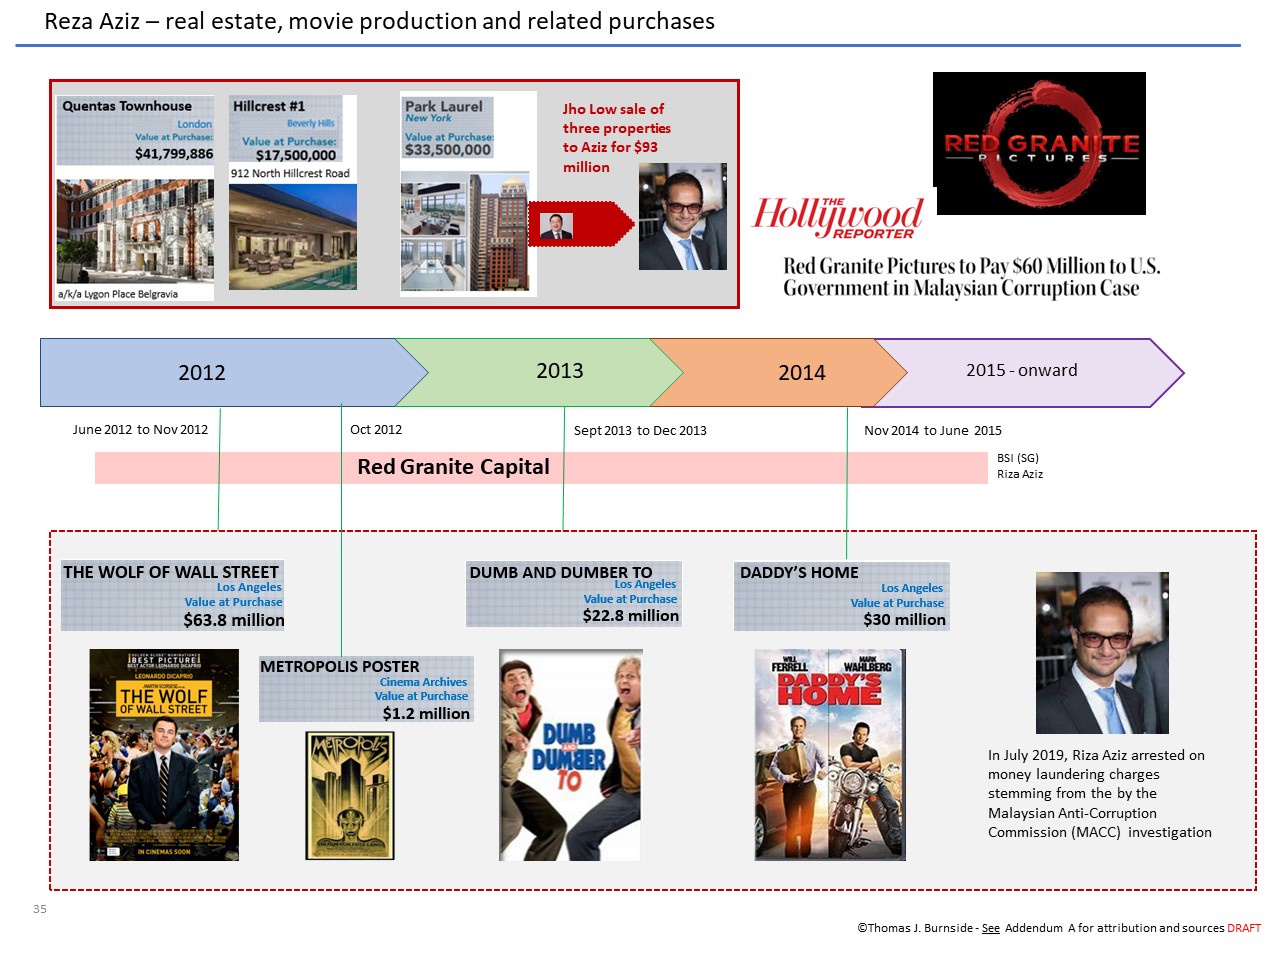 Reza Aziz – real estate, movie production and related purchases
Quentas Townhouse
London
Value at Purchase:
$41,799,886
a/k/a Lygon Place Belgravia
Hillcrest #1
Beverly Hills
Value at Purchase:
$17,500,000
912 North Hillcrest Road
Park Laurel
New York
Value at Purchase:
$33,500,000
Jho Low sale of
three properties
to Aziz for $93
million
RED GRANITE
PICTURES
THE
Hollywood
REPORTER
Red Granite Pictures to Pay $60 Million to U.S.
Government in Malaysian Corruption Case
2012
2013
2014
2015 - onward
June 2012 to Nov 2012
Oct 2012
Sept 2013 to Dec 2013
Nov 2014 to June 2015
Red Granite Capital
BSI (SG)
Riza Aziz
THE WOLF OF WALL STREET
Los Angeles
Value at Purchase
$63.8 million
BEST PICTURE
BEST ACTOR LEONARDO DICAPRIO
LEONARDO DICAPRIO
THE WOLF
OF WALL STREET
IN CINEMAS SOON
METROPOLIS POSTER
Cinema Archives
Value at Purchase
$1.2 million
METROPOLIS
DUMB AND DUMBER TO
Los Angeles
Value at Purchase
$22.8 million
DUMB
AND
DUMBER
TO
DADDY'S HOME
Los Angeles
Value at Purchase
$30 million
WILL
FERRELL
MARK
WAHLBERG
DADDY'S
HOME
In July 2019, Riza Aziz arrested on
money laundering charges
stemming from the by the
Malaysian Anti-Corruption
Commission (MACC) investigation
35
©Thomas J. Burnside - See Addendum A for attribution and sources DRAFT